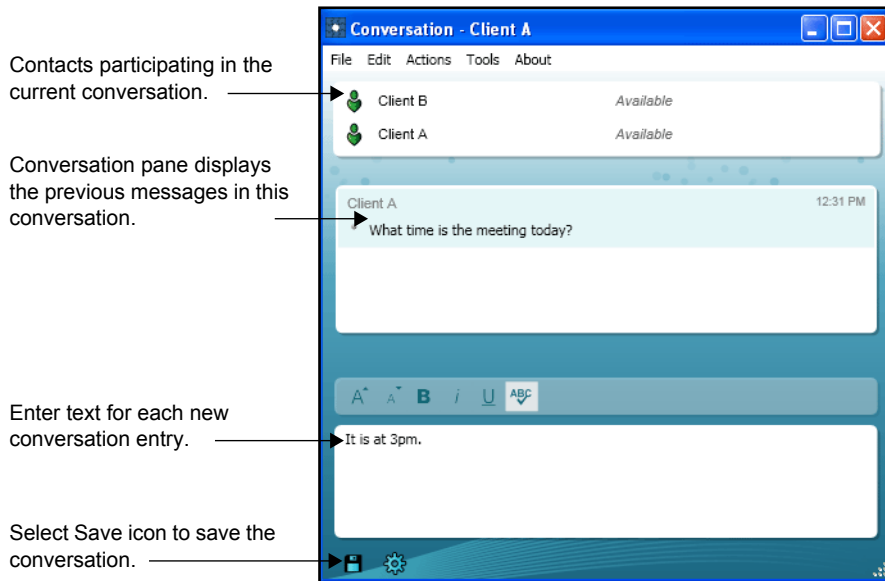 Conversation - Client A
File Edit Actions Tools About
Contacts participating in the
current conversation.
Client B Available
Client A Available
Conversation pane displays
the previous messages in this
conversation.
Client A 12:31 PM
What time is the meeting today?
A A B i U ABC
Enter text for each new
conversation entry.
It is at 3pm.
Select Save icon to save the
conversation.